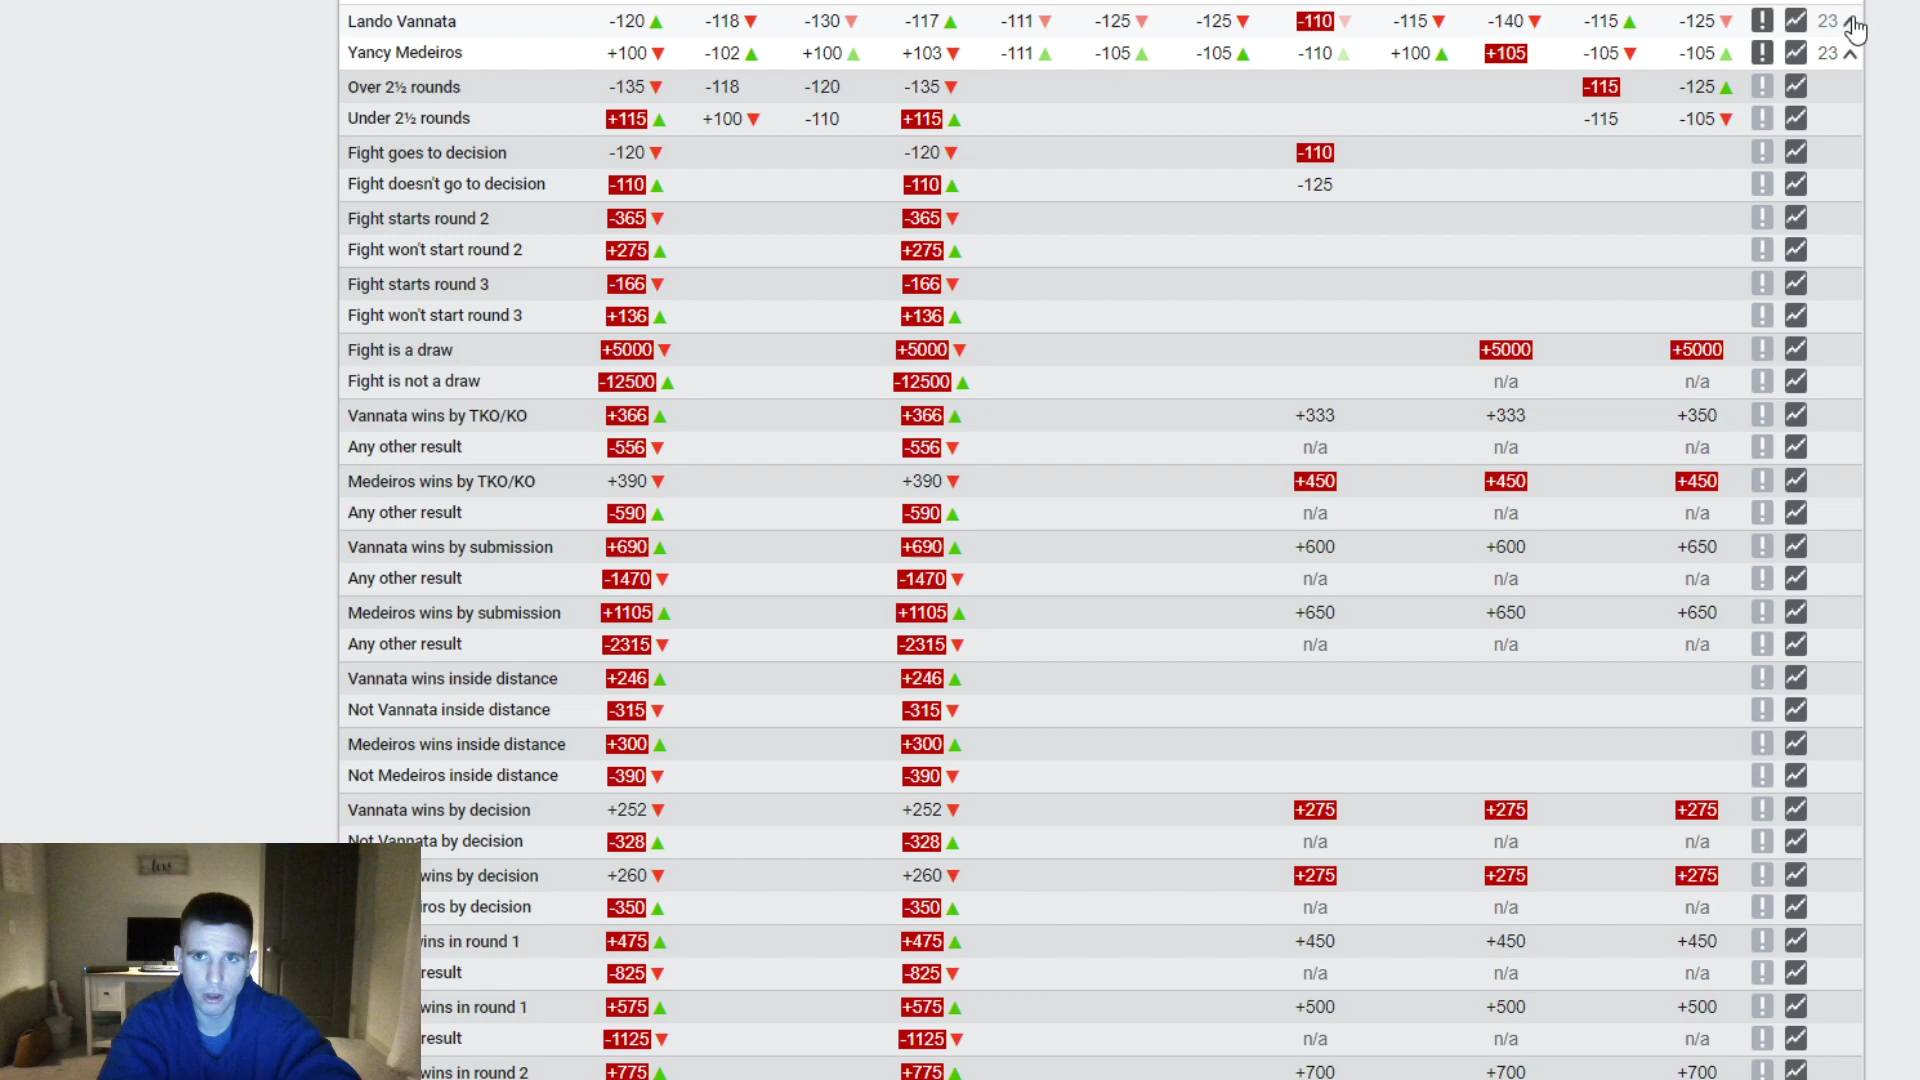 Lando Vannata -120 -118 -130 -117 -111 -125 -125 -110 -115 -140 -115 -125 23
Yancy Medeiros +100 -102 +100 +103 -111 -105 -105 -110 +100 +105 -105 -105 23
Over 2½ rounds -135 -118 -120 -135 -115 -125
Under 2½ rounds +115 +100 -110 +115 -115 -105
Fight goes to decision -120 -120 -110
Fight doesn't go to decision -110 -110 -125
Fight starts round 2 -365 -365
Fight won't start round 2 +275 +275
Fight starts round 3 -166 -166
Fight won't start round 3 +136 +136
Fight is a draw +5000 +5000 +5000 +5000
Fight is not a draw -12500 -12500 n/a n/a
Vannata wins by TKO/KO +366 +366 +333 +333 +350
Any other result -556 -556 n/a n/a n/a
Medeiros wins by TKO/KO +390 +390 +450 +450 +450
Any other result -590 -590 n/a n/a n/a
Vannata wins by submission +690 +690 +600 +600 +650
Any other result -1470 -1470 n/a n/a n/a
Medeiros wins by submission +1105 +1105 +650 +650 +650
Any other result -2315 -2315 n/a n/a n/a
Vannata wins inside distance +246 +246
Not Vannata inside distance -315 -315
Medeiros wins inside distance +300 +300
Not Medeiros inside distance -390 -390
Vannata wins by decision +252 +252 +275 +275 +275
Not Vannata by decision -328 -328 n/a n/a n/a
wins by decision +260 +260 +275 +275 +275
iros by decision -350 -350 n/a n/a n/a
ins in round 1 +475 +475 +450 +450 +450
result -825 -825 n/a n/a n/a
wins in round 1 +575 +575 +500 +500 +500
result -1125 -1125 n/a n/a n/a
wins in round 2 +775 +775 +700 +700 +700